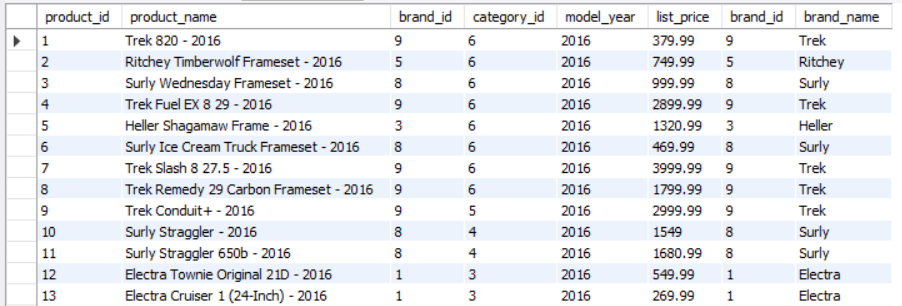 product_id product_name brand_id category_id model_year list_price brand_id brand_name
1 Trek 820 - 2016 9 6 2016 379.99 9 Trek
2 Ritchey Timberwolf Frameset - 2016 5 6 2016 749.99 5 Ritchey
3 Surly Wednesday Frameset - 2016 8 6 2016 999.99 8 Surly
4 Trek Fuel EX 8 29 - 2016 9 6 2016 2899.99 9 Trek
5 Heller Shagamaw Frame - 2016 3 6 2016 1320.99 3 Heller
6 Surly Ice Cream Truck Frameset - 2016 8 6 2016 469.99 8 Surly
7 Trek Slash 8 27.5 - 2016 9 6 2016 3999.99 9 Trek
8 Trek Remedy 29 Carbon Frameset - 2016 9 6 2016 1799.99 9 Trek
9 Trek Conduit+ - 2016 9 5 2016 2999.99 9 Trek
10 Surly Straggler - 2016 8 4 2016 1549 8 Surly
11 Surly Straggler 650b - 2016 8 4 2016 1680.99 8 Surly
12 Electra Townie Original 21D - 2016 1 3 2016 549.99 1 Electra
13 Electra Cruiser 1 (24-Inch) - 2016 1 3 2016 269.99 1 Electra